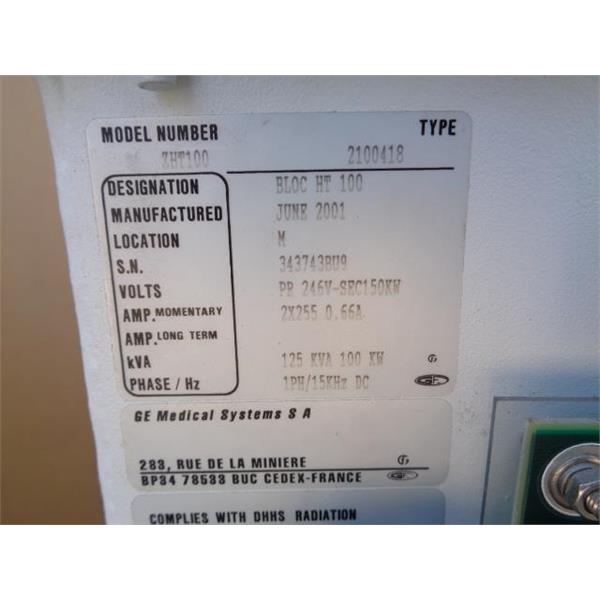 MODEL NUMBER TYPE
ZHT100 2100418
DESIGNATION BLOC HT 100
MANUFACTURED JUNE 2001
LOCATION M
S.N. 343743BU9
VOLTS PR 246V-SEC150KW
AMP. MOMENTARY 2X255 0.66A
AMP. LONG TERM
kVA 125 KVA 100 KW
PHASE / Hz 1PH/15KHz DC
GE Medical Systems S A
283, RUE DE LA MINIERE
BP34 78533 BUC CEDEX-FRANCE
COMPLIES WITH DHHS RADIATION